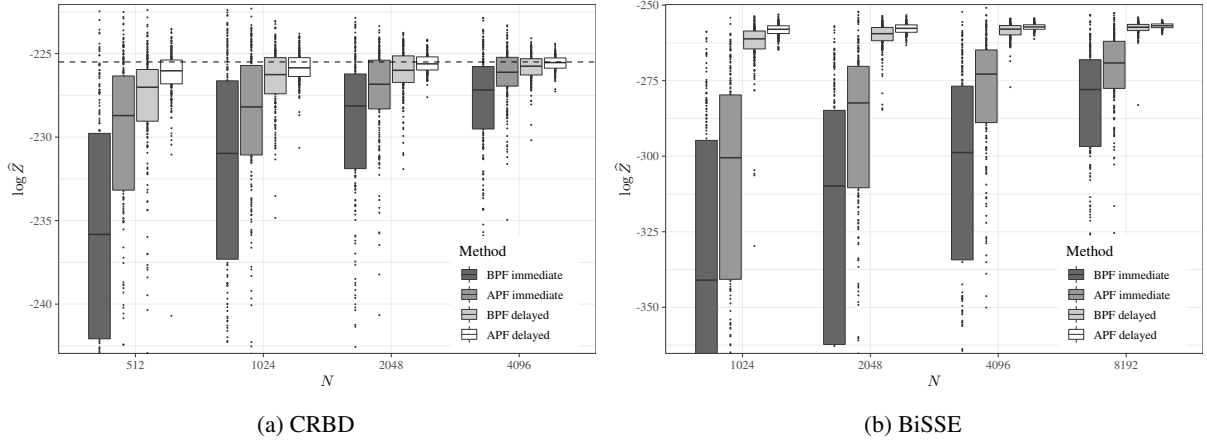 -225
-230
-235
-240
log Ẑ
512
1024
2048
4096
N
Method
BPF immediate
APF immediate
BPF delayed
APF delayed
(a) CRBD
-250
-275
-300
-325
-350
log Ẑ
1024
2048
4096
8192
N
Method
BPF immediate
APF immediate
BPF delayed
APF delayed
(b) BiSSE